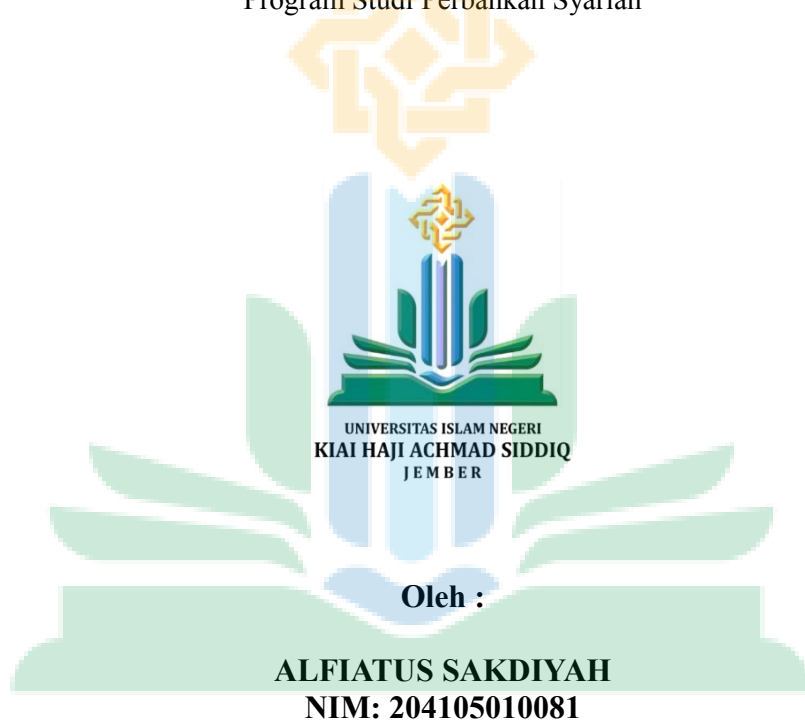 Program Studi Perbankan Syariah
UNIVERSITAS ISLAM NEGERI
KIAI HAJI ACHMAD SIDDIQ
JEMBER
Oleh :
ALFIATUS SAKDIYAH
NIM: 204105010081